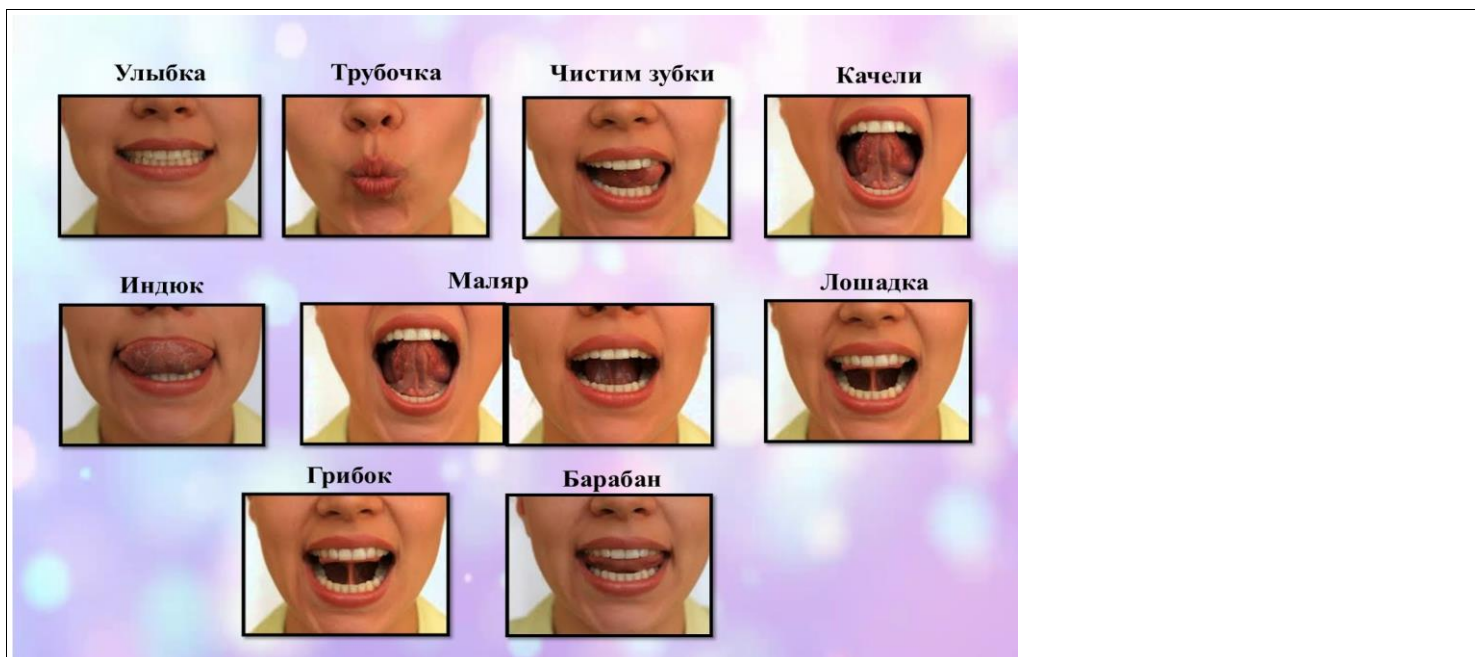 Улыбка Трубочка Чистим зубки Качели
Индюк Маляр Лошадка
Грибок Барабан